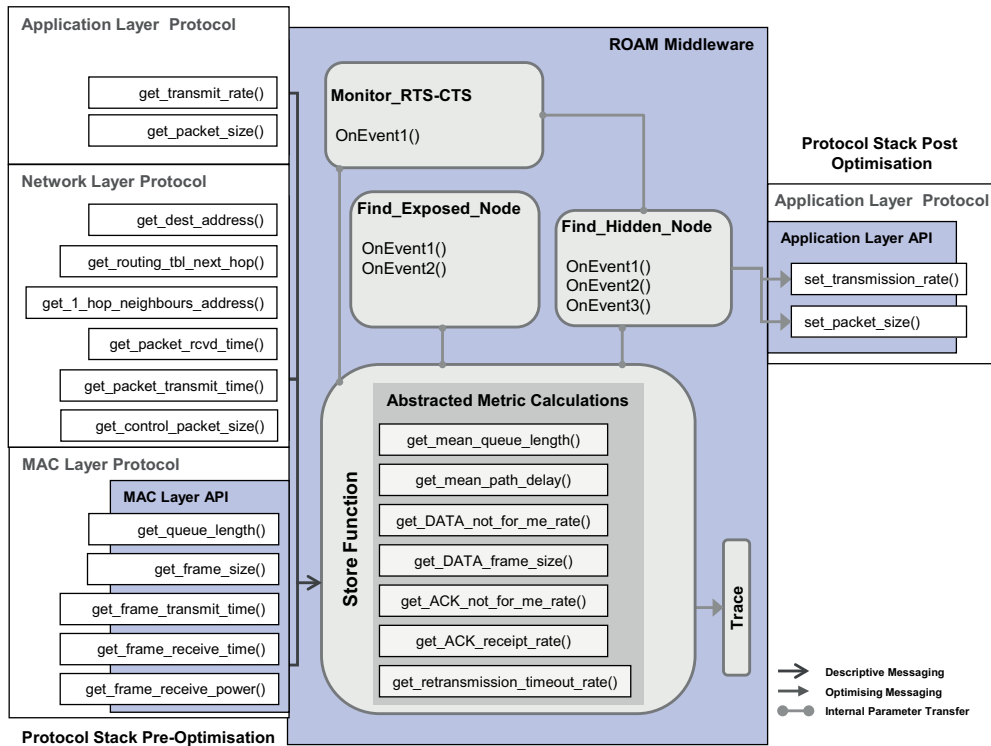 Application Layer Protocol
get_transmit_rate()
get_packet_size()
Network Layer Protocol
get_dest_address()
get_routing_tbl_next_hop()
get_1_hop_neighbours_address()
get_packet_rcvd_time()
get_packet_transmit_time()
get_control_packet_size()
MAC Layer Protocol
MAC Layer API
get_queue_length()
get_frame_size()
get_frame_transmit_time()
get_frame_receive_time()
get_frame_receive_power()
Protocol Stack Pre-Optimisation
ROAM Middleware
Monitor_RTS-CTS
OnEvent1()
Find_Exposed_Node
OnEvent1()
OnEvent2()
Find_Hidden_Node
OnEvent1()
OnEvent2()
OnEvent3()
Store Function
Abstracted Metric Calculations
get_mean_queue_length()
get_mean_path_delay()
get_DATA_not_for_me_rate()
get_DATA_frame_size()
get_ACK_not_for_me_rate()
get_ACK_receipt_rate()
get_retransmission_timeout_rate()
Trace
Protocol Stack Post
Optimisation
Application Layer Protocol
Application Layer API
set_transmission_rate()
set_packet_size()
Descriptive Messaging
Optimising Messaging
Internal Parameter Transfer